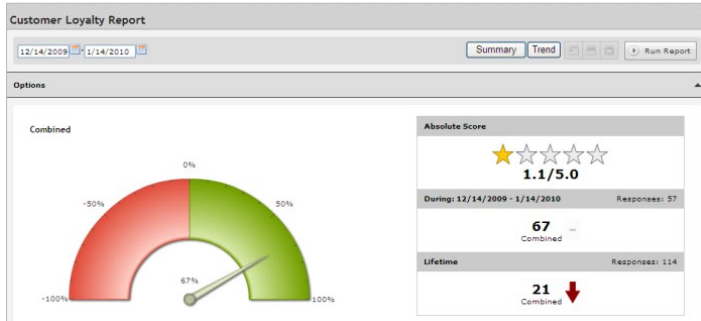 Customer Loyalty Report
12/14/2009 - 1/14/2010 Summary Trend Run Report
Options
Combined
Absolute Score
1.1/5.0
0%
-50% 50%
During: 12/14/2009 - 1/14/2010 Responses: 57
67 --
Combined
Lifetime Responses: 114
67%
21
Combined
-100% 100%